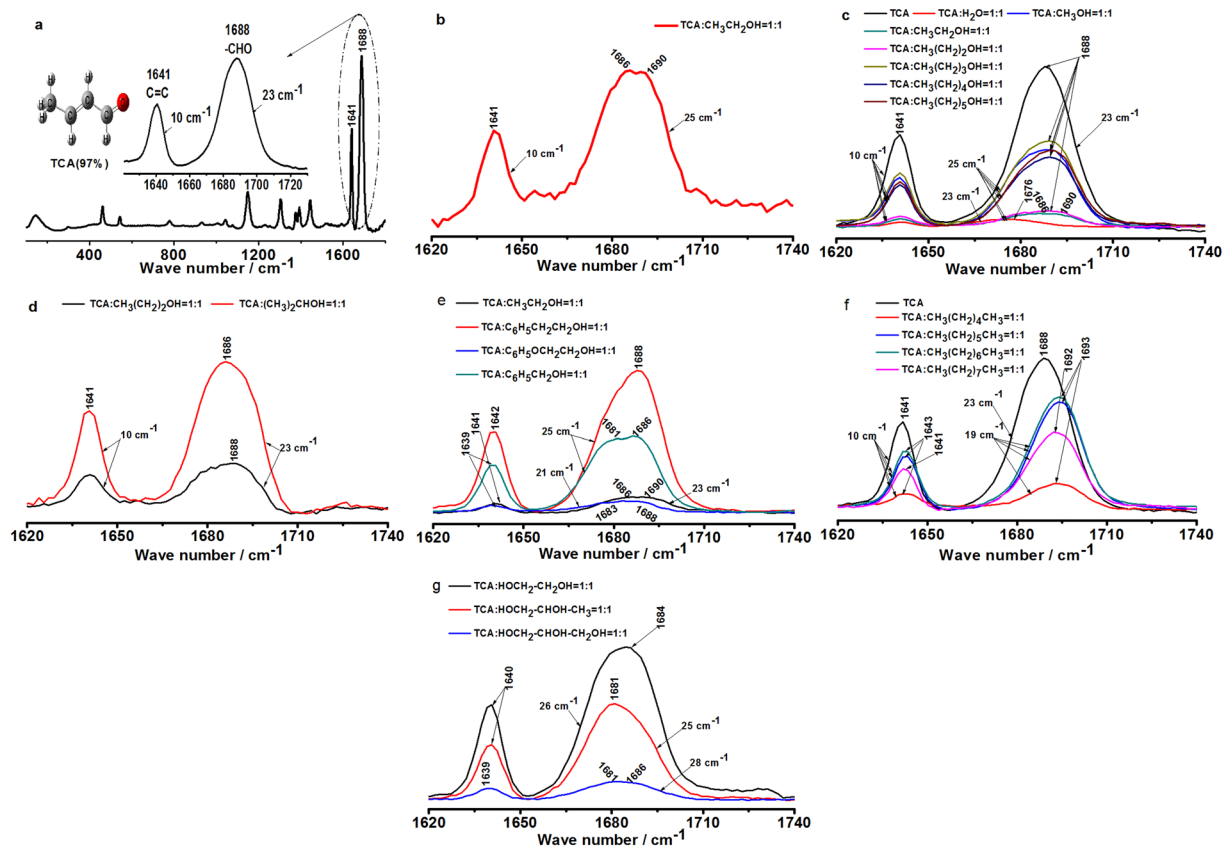 a
1688
-CHO
1641
C=C
10 cm-1
23 cm-1
1641
1688
H H H C C C C O H H H
TCA(97%)
1640 1670 1700 1730
400 800 1200 1600
Wave number / cm-1
b
TCA:CH3CH2OH=1:1
1641
1686
1690
10 cm-1
25 cm-1
1620 1650 1680 1710 1740
Wave number / cm-1
c
TCA TCA:H2O=1:1 TCA:CH3OH=1:1
TCA:CH3CH2OH=1:1
TCA:CH3(CH2)2OH=1:1
TCA:CH3(CH2)3OH=1:1
TCA:CH3(CH2)4OH=1:1
TCA:CH3(CH2)5OH=1:1
1688
1641
10 cm-1
25 cm-1
23 cm-1
23 cm-1
1676
1686
1690
1620 1650 1680 1710 1740
Wave number / cm-1
d
TCA:CH3(CH2)2OH=1:1 TCA:(CH3)2CHOH=1:1
1686
1641
10 cm-1
1688
23 cm-1
1620 1650 1680 1710 1740
Wave number / cm-1
e
TCA:CH3CH2OH=1:1
TCA:C6H5CH2CH2OH=1:1
TCA:C6H5OCH2CH2OH=1:1
TCA:C6H5CH2OH=1:1
1688
1639
1641
1642
25 cm-1
1681
1686
21 cm-1
1686
1690
23 cm-1
1683
1688
1620 1650 1680 1710 1740
Wave number / cm-1
f
TCA
TCA:CH3(CH2)4CH3=1:1
TCA:CH3(CH2)5CH3=1:1
TCA:CH3(CH2)6CH3=1:1
TCA:CH3(CH2)7CH3=1:1
1688
1692
1693
1641
1643
1641
23 cm-1
10 cm-1
19 cm-1
1620 1650 1680 1710 1740
Wave number / cm-1
g
TCA:HOCH2-CH2OH=1:1
TCA:HOCH2-CHOH-CH3=1:1
TCA:HOCH2-CHOH-CH2OH=1:1
1684
1640
1681
26 cm-1
25 cm-1
1639
1681
1686
28 cm-1
1620 1650 1680 1710 1740
Wave number / cm-1